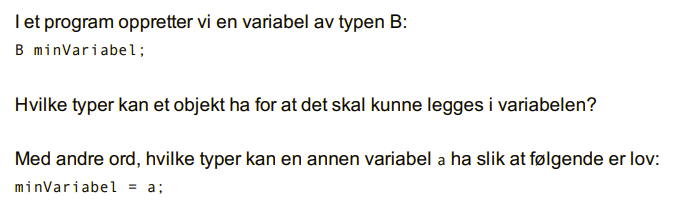 I et program oppretter vi en variabel av typen B:
B minVariabel;
Hvilke typer kan et objekt ha for at det skal kunne legges i variabelen?
Med andre ord, hvilke typer kan en annen variabel a ha slik at følgende er lov:
minVariabel = a;